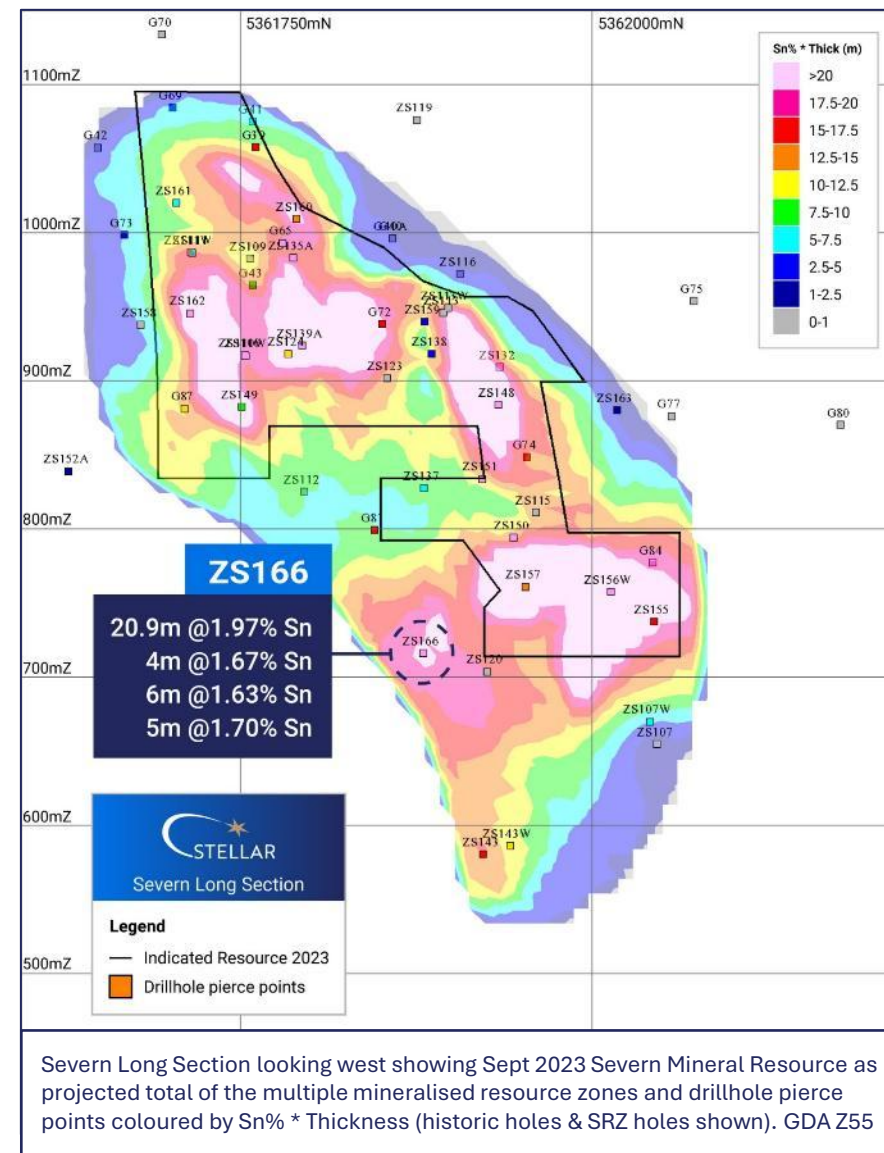 G70
5361750mN
5362000mN
Sn% * Thick (m)
>20
17.5-20
15-17.5
12.5-15
10-12.5
7.5-10
5-7.5
2.5-5
1-2.5
0-1
1100mZ
G69
G41
ZS119
G42
G39
ZS161
1000mZ
ZS160
G73
G65
G40A
ZS109
ZS135A
ZS116
G43
G75
ZS162
ZS158
G72
ZS159
ZS139A
ZS124
ZS138
ZS132
900mZ
ZS123
G87
ZS149
ZS148
ZS163
G77
G80
G74
ZS152A
ZS151
ZS112
ZS137
ZS115
800mZ
ZS150
G84
ZS157
ZS156W
ZS155
ZS166
20.9m @1.97% Sn
4m @1.67% Sn
6m @1.63% Sn
5m @1.70% Sn
ZS166
700mZ
ZS120
ZS107W
ZS107
600mZ
ZS143W
ZS143
STELLAR
Severn Long Section
Legend
Indicated Resource 2023
Drillhole pierce points
500mZ
Severn Long Section looking west showing Sept 2023 Severn Mineral Resource as
projected total of the multiple mineralised resource zones and drillhole pierce
points coloured by Sn% * Thickness (historic holes & SRZ holes shown). GDA Z55